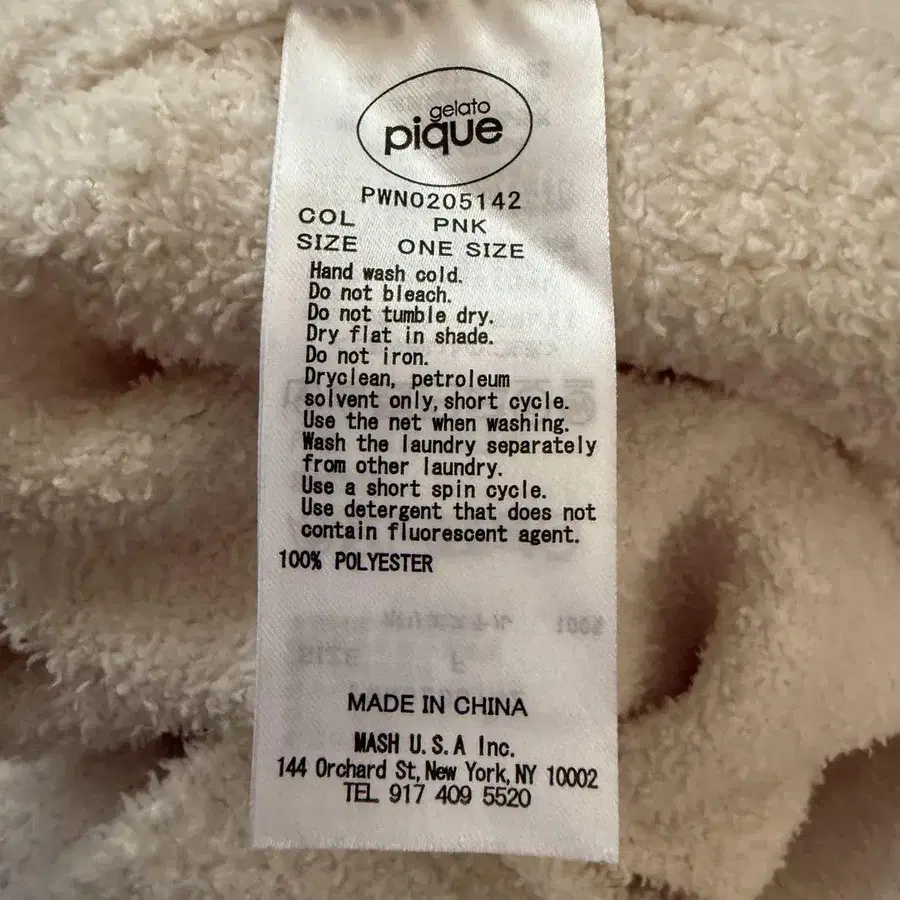 gelato
pique
PWNO205142
COL PNK
SIZE ONE SIZE
Hand wash cold.
Do not bleach.
Do not tumble dry.
Dry flat in shade.
Do not iron.
Dryclean, petroleum
solvent only, short cycle.
Use the net when washing.
Wash the laundry separately
from other laundry.
Use a short spin cycle.
Use detergent that does not
contain fluorescent agent.
100% POLYESTER
MADE IN CHINA
MASH U.S.A Inc.
144 Orchard St, New York, NY 10002
TEL 917 409 5520